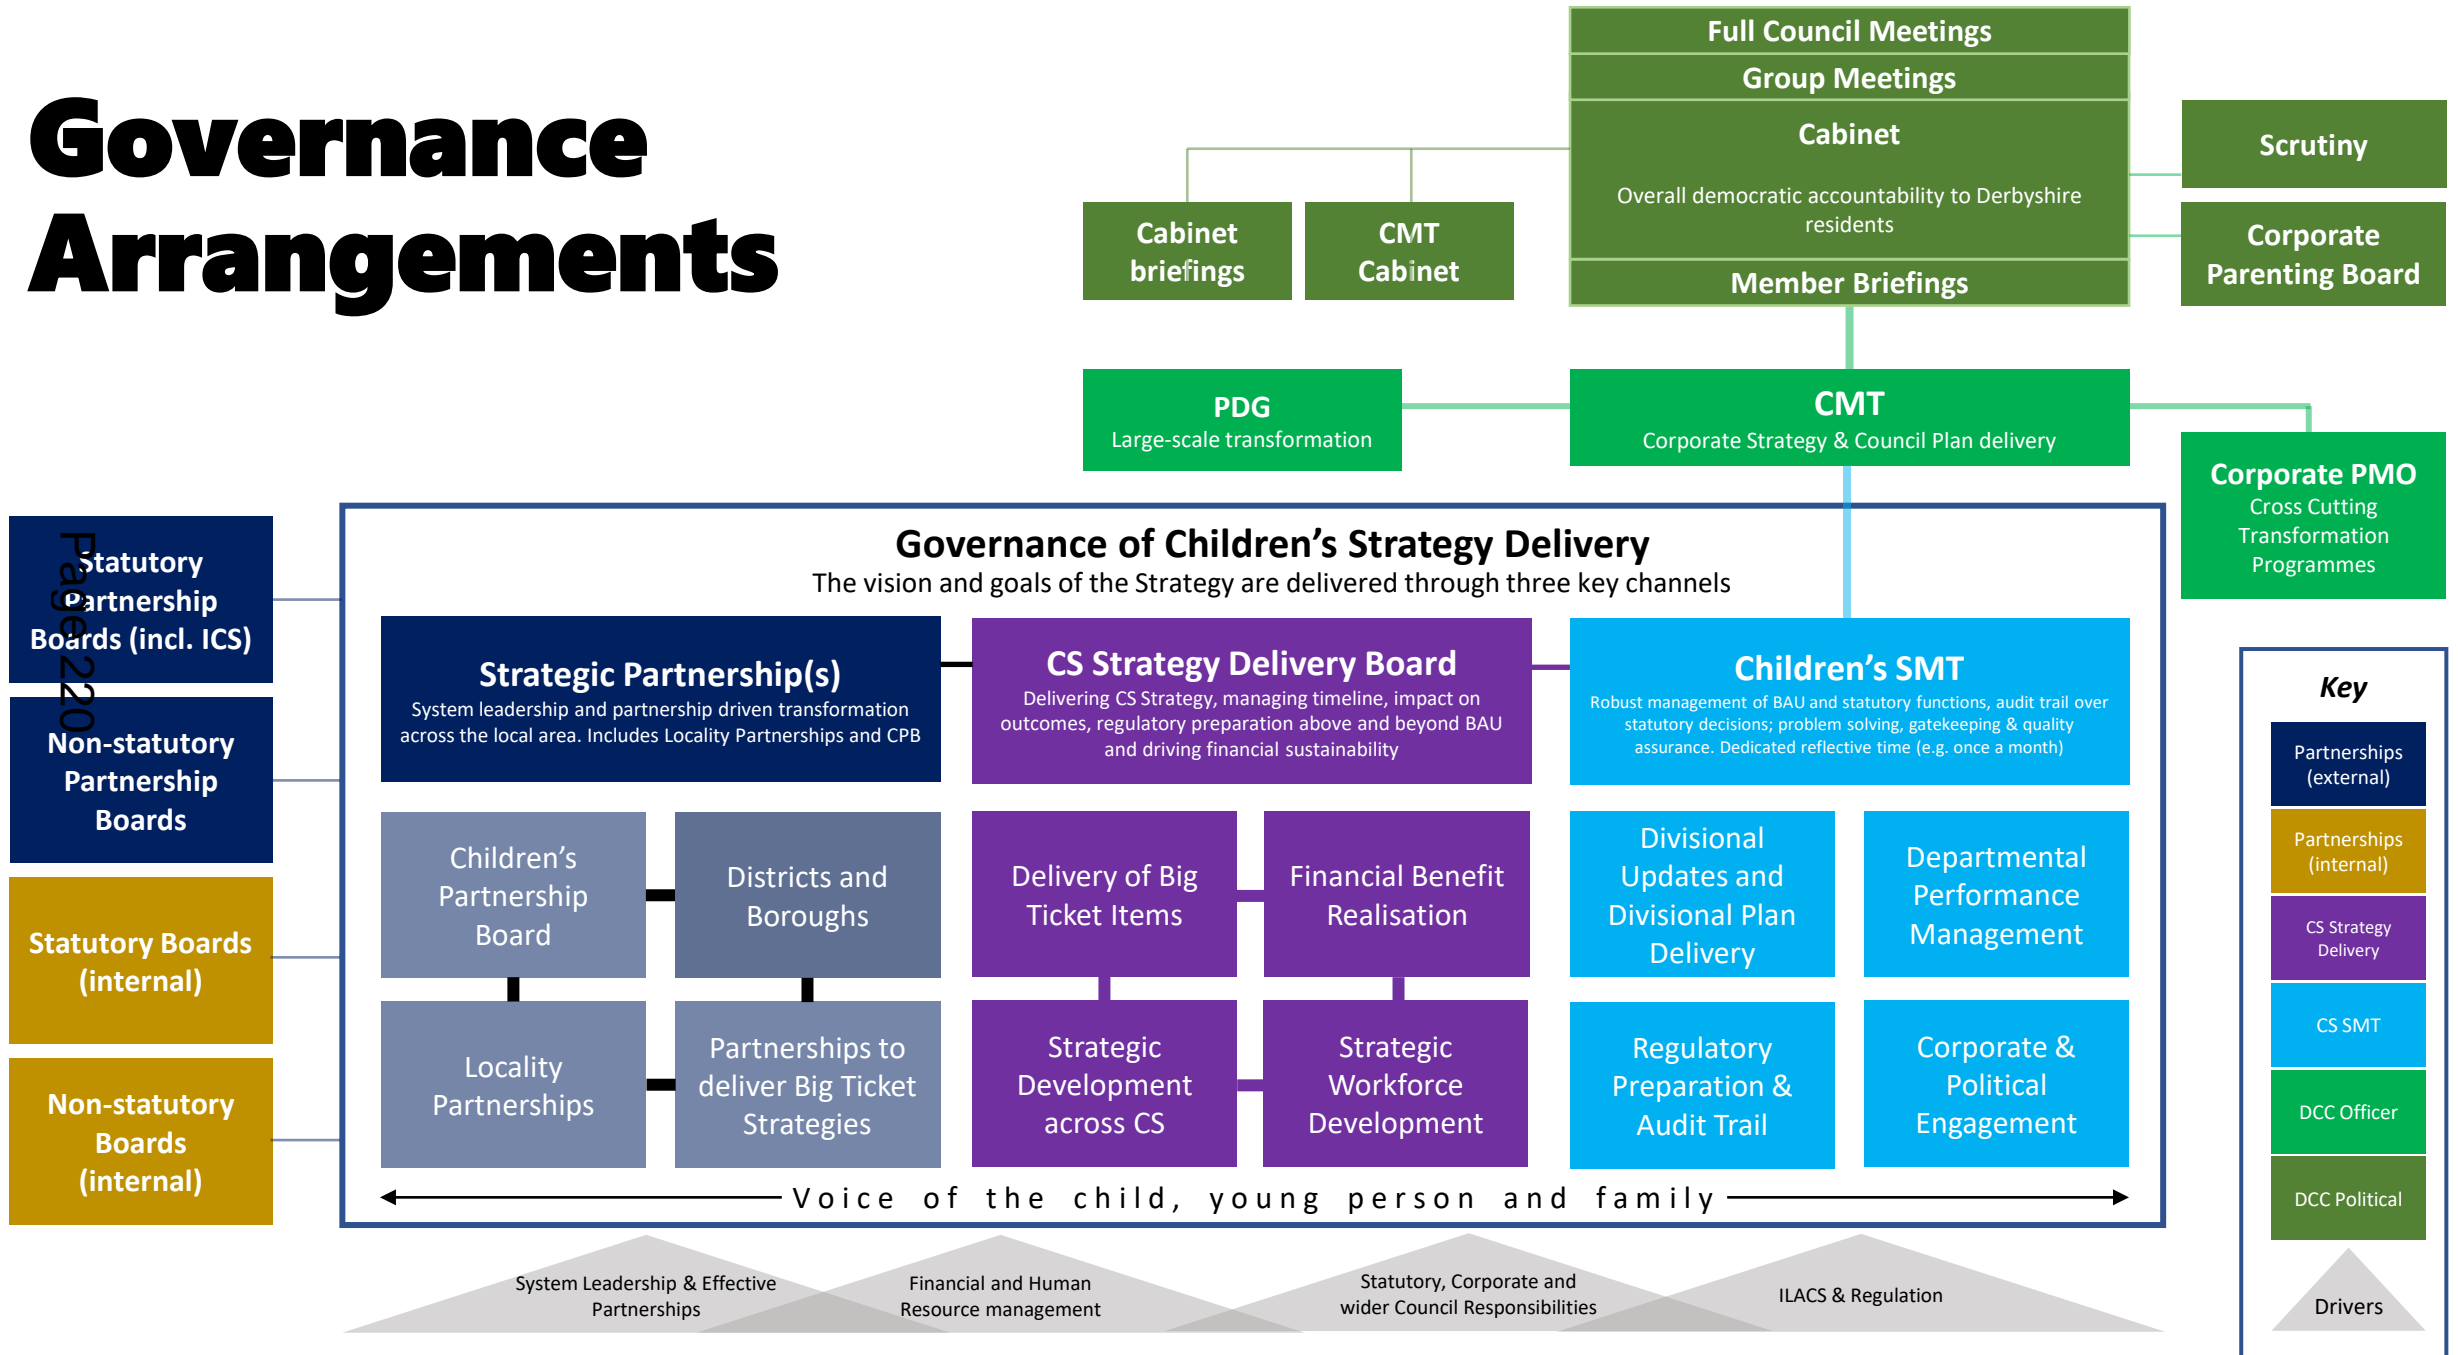 Governance
Arrangements
Full Council Meetings
Group Meetings
Cabinet
Overall democratic accountability to Derbyshire
residents
Member Briefings
Scrutiny
Corporate
Parenting Board
Cabinet
briefings
CMT
Cabinet
PDG
Large-scale transformation
CMT
Corporate Strategy & Council Plan delivery
Corporate PMO
Cross Cutting
Transformation
Programmes
Page 220
Statutory
Partnership
Boards (incl. ICS)
Non-statutory
Partnership
Boards
Statutory Boards
(internal)
Non-statutory
Boards
(internal)
Governance of Children’s Strategy Delivery
The vision and goals of the Strategy are delivered through three key channels
Strategic Partnership(s)
System leadership and partnership driven transformation
across the local area. Includes Locality Partnerships and CPB
CS Strategy Delivery Board
Delivering CS Strategy, managing timeline, impact on
outcomes, regulatory preparation above and beyond BAU
and driving financial sustainability
Children’s SMT
Robust management of BAU and statutory functions, audit trail over
statutory decisions; problem solving, gatekeeping & quality
assurance. Dedicated reflective time (e.g. once a month)
Children’s
Partnership
Board
Districts and
Boroughs
Locality
Partnerships
Partnerships to
deliver Big Ticket
Strategies
Delivery of Big
Ticket Items
Financial Benefit
Realisation
Strategic
Development
across CS
Strategic
Workforce
Development
Divisional
Updates and
Divisional Plan
Delivery
Departmental
Performance
Management
Regulatory
Preparation &
Audit Trail
Corporate &
Political
Engagement
Voice of the child, young person and family
System Leadership & Effective
Partnerships
Financial and Human
Resource management
Statutory, Corporate and
wider Council Responsibilities
ILACS & Regulation
Key
Partnerships
(external)
Partnerships
(internal)
CS Strategy
Delivery
CS SMT
DCC Officer
DCC Political
Drivers